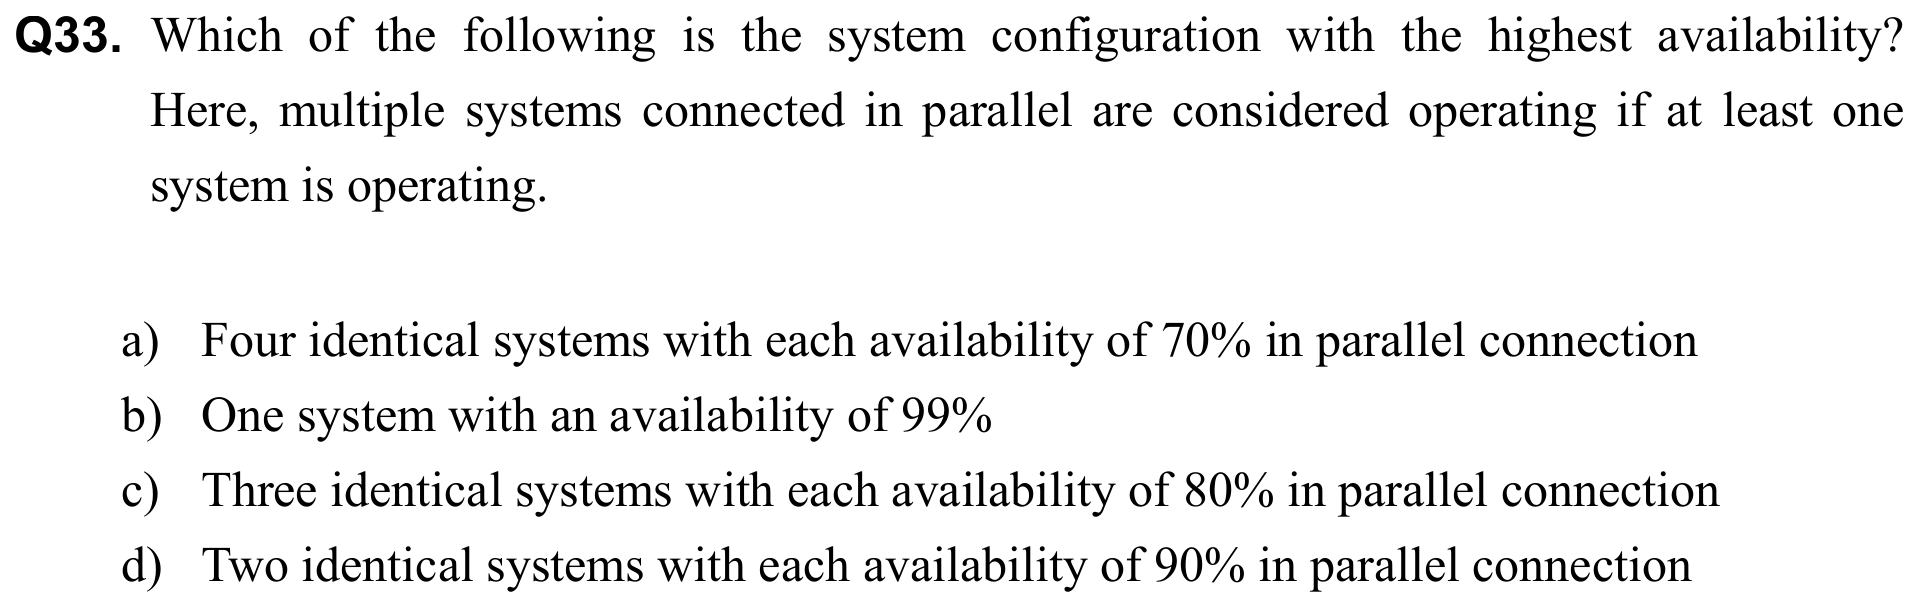 Q33. Which of the following is the system configuration with the highest availability?
Here, multiple systems connected in parallel are considered operating if at least one
system is operating.
a) Four identical systems with each availability of 70% in parallel connection
b) One system with an availability of 99%
c) Three identical systems with each availability of 80% in parallel connection
d) Two identical systems with each availability of 90% in parallel connection